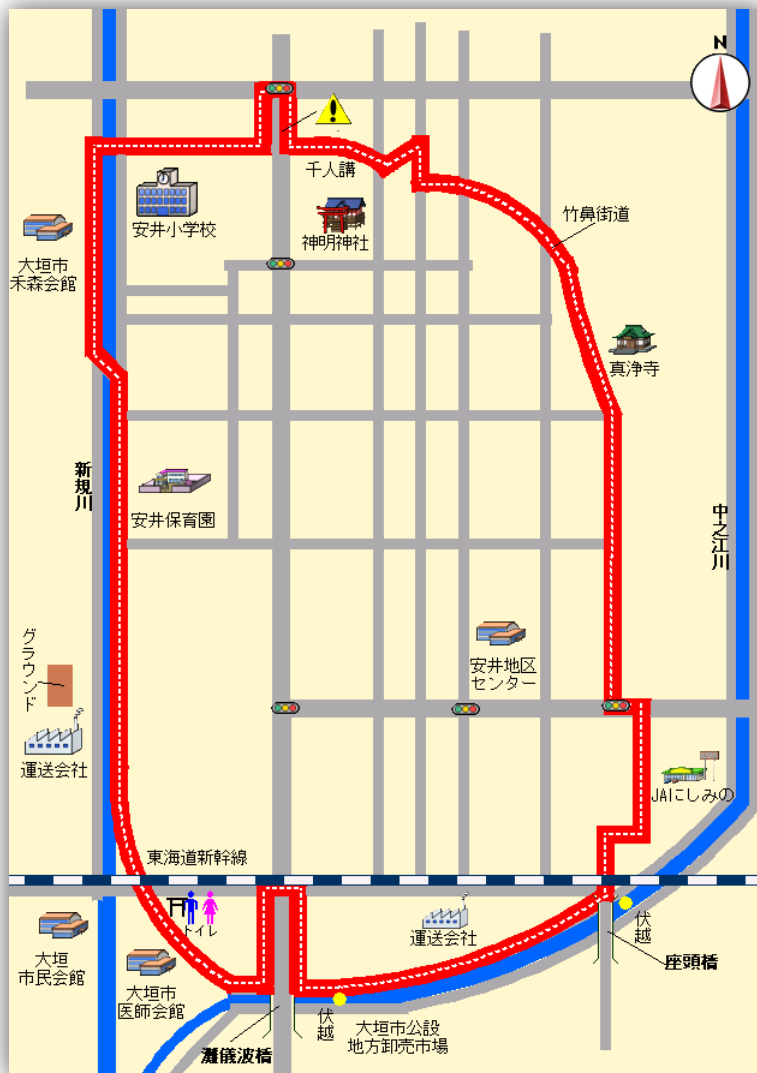 N
千人講
安井小学校
神明神社
竹鼻街道
大垣市
禾森会館
真浄寺
新規川
中之江川
安井保育園
グラウンド
安井地区
センター
運送会社
JAにしみの
東海道新幹線
トイレ
運送会社
伏越
座頭橋
大垣
市民会館
大垣市
医師会館
伏越
大垣市公設
地方卸売市場
灘儀波橋